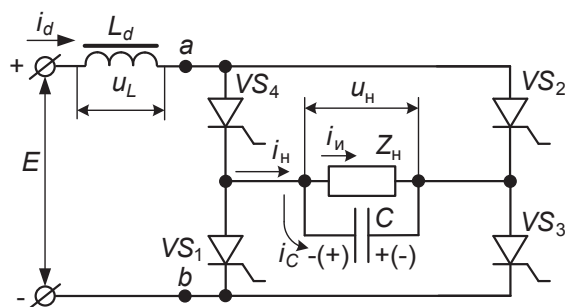 i_d
L_d
a
+
u_L
VS_4
u_н
VS_2
i_н
i_и
Z_н
E
VS_1
i_C
-(+)
C
+(-)
VS_3
b
-